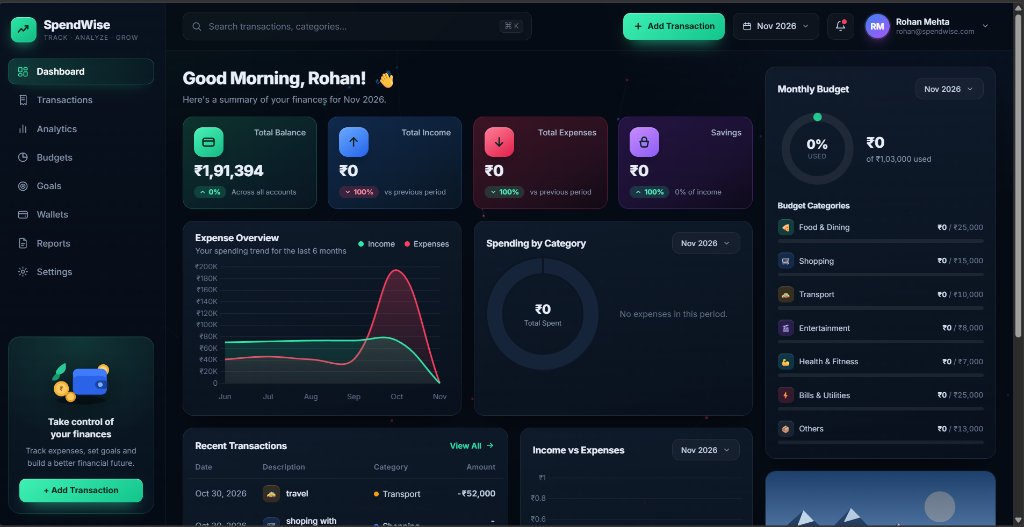 SpendWise
TRACK · ANALYZE · GROW
Search transactions, categories...
⌘ K
+ Add Transaction
Nov 2026
RM
Rohan Mehta
rohan@spendwise.com
Dashboard
Transactions
Analytics
Budgets
Goals
Wallets
Reports
Settings
Take control of
your finances
Track expenses, set goals and
build a better financial future.
+ Add Transaction
Good Morning, Rohan! 👋
Here's a summary of your finances for Nov 2026.
Total Balance
₹1,91,394
0% Across all accounts
Total Income
₹0
100% vs previous period
Total Expenses
₹0
100% vs previous period
Savings
₹0
100% 0% of income
Expense Overview
Your spending trend for the last 6 months
Income Expenses
₹200K
₹180K
₹160K
₹140K
₹120K
₹100K
₹80K
₹60K
₹40K
₹20K
0
Jun Jul Aug Sep Oct Nov
Spending by Category
Nov 2026
₹0
Total Spent
No expenses in this period.
Monthly Budget
Nov 2026
0%
USED
₹0
of ₹1,03,000 used
Budget Categories
Food & Dining ₹0 / ₹25,000
Shopping ₹0 / ₹15,000
Transport ₹0 / ₹10,000
Entertainment ₹0 / ₹8,000
Health & Fitness ₹0 / ₹7,000
Bills & Utilities ₹0 / ₹25,000
Others ₹0 / ₹13,000
Recent Transactions
View All →
Date Description Category Amount
Oct 30, 2026 travel Transport -₹52,000
Oct 30, 2026 shoping with Shopping -
Income vs Expenses
Nov 2026
₹1
₹0.8
₹0.6